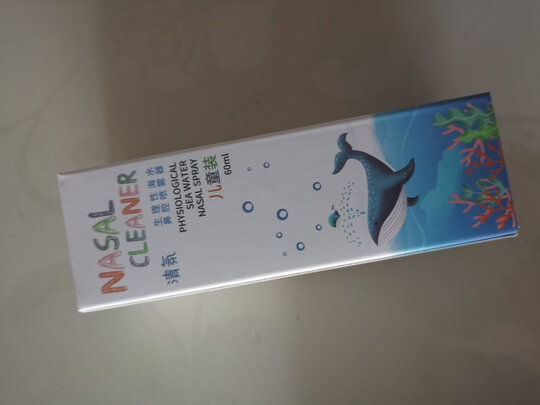 NASAL
CLEANER
清氛
生理性海水
鼻腔喷雾器
PHYSIOLOGICAL
SEA WATER
NASAL SPRAY
儿童装
60ml